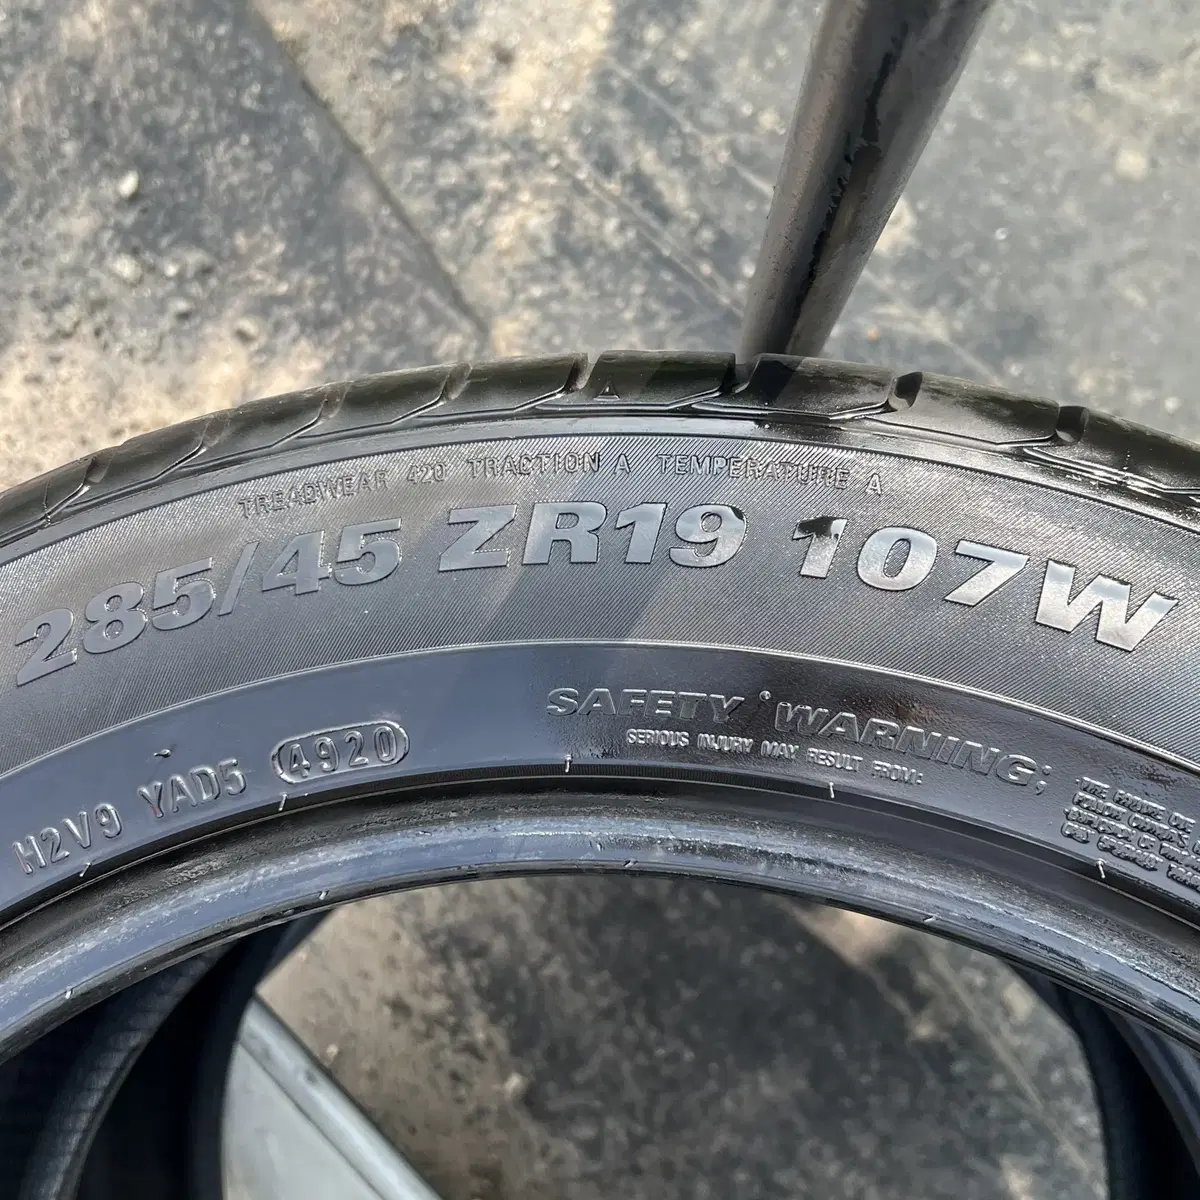 TREADWEAR 420 TRACTION A TEMPERATURE A
285/45 ZR19 107W
SAFETY WARNING;
SERIOUS INJURY MAY RESULT FROM:
H2V9 YAD5 4920